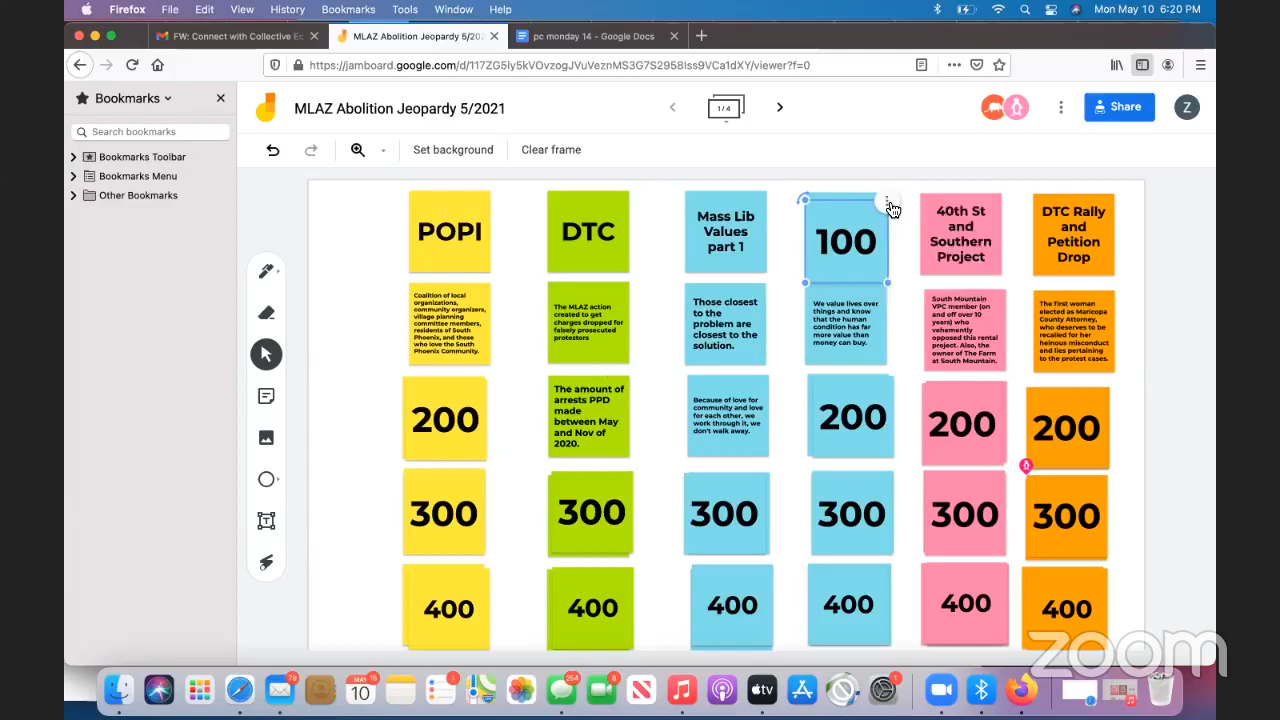 Firefox File Edit View History Bookmarks Tools Window Help Mon May 10 6:20 PM
FW: Connect with Collective Ec
MLAZ Abolition Jeopardy 5/202
pc monday 14 - Google Docs
https://jamboard.google.com/d/117ZG5ly5kVOvzogJVuVeznMS3G7S2958Iss9VCa1dXY/viewer?f=0
Bookmarks
Search bookmarks
Bookmarks Toolbar
Bookmarks Menu
Other Bookmarks
MLAZ Abolition Jeopardy 5/2021
1/4
Share
Z
Set background
Clear frame
POPI
DTC
Mass Lib
Values
part 1
100
40th St
and
Southern
Project
DTC Rally
and
Petition
Drop
Coalition of local
organizations,
community organizers,
village planning
committee members,
residents of South
Phoenix, and those
who love the South
Phoenix Community.
The MLAZ action
created to get
charges dropped for
falsely prosecuted
protestors
Those closest
to the
problem are
closest to the
solution.
We value lives over
things and know
that the human
condition has far
more value than
money can buy.
South Mountain
VPC member (on
and off over 10
years) who
vehemently
opposed this rental
project. Also, the
owner of The Farm
at South Mountain.
The first woman
elected as Maricopa
County Attorney,
who deserves to be
recalled for her
heinous misconduct
and lies pertaining
to the protest cases.
200
The amount of
arrests PPD
made
between May
and Nov of
2020.
Because of love for
community and love
for each other, we
work through it, we
don't walk away.
200
200
200
300
300
300
300
300
300
400
400
400
400
400
400
zoom
79
MAY
10
1
264
8
tv
1